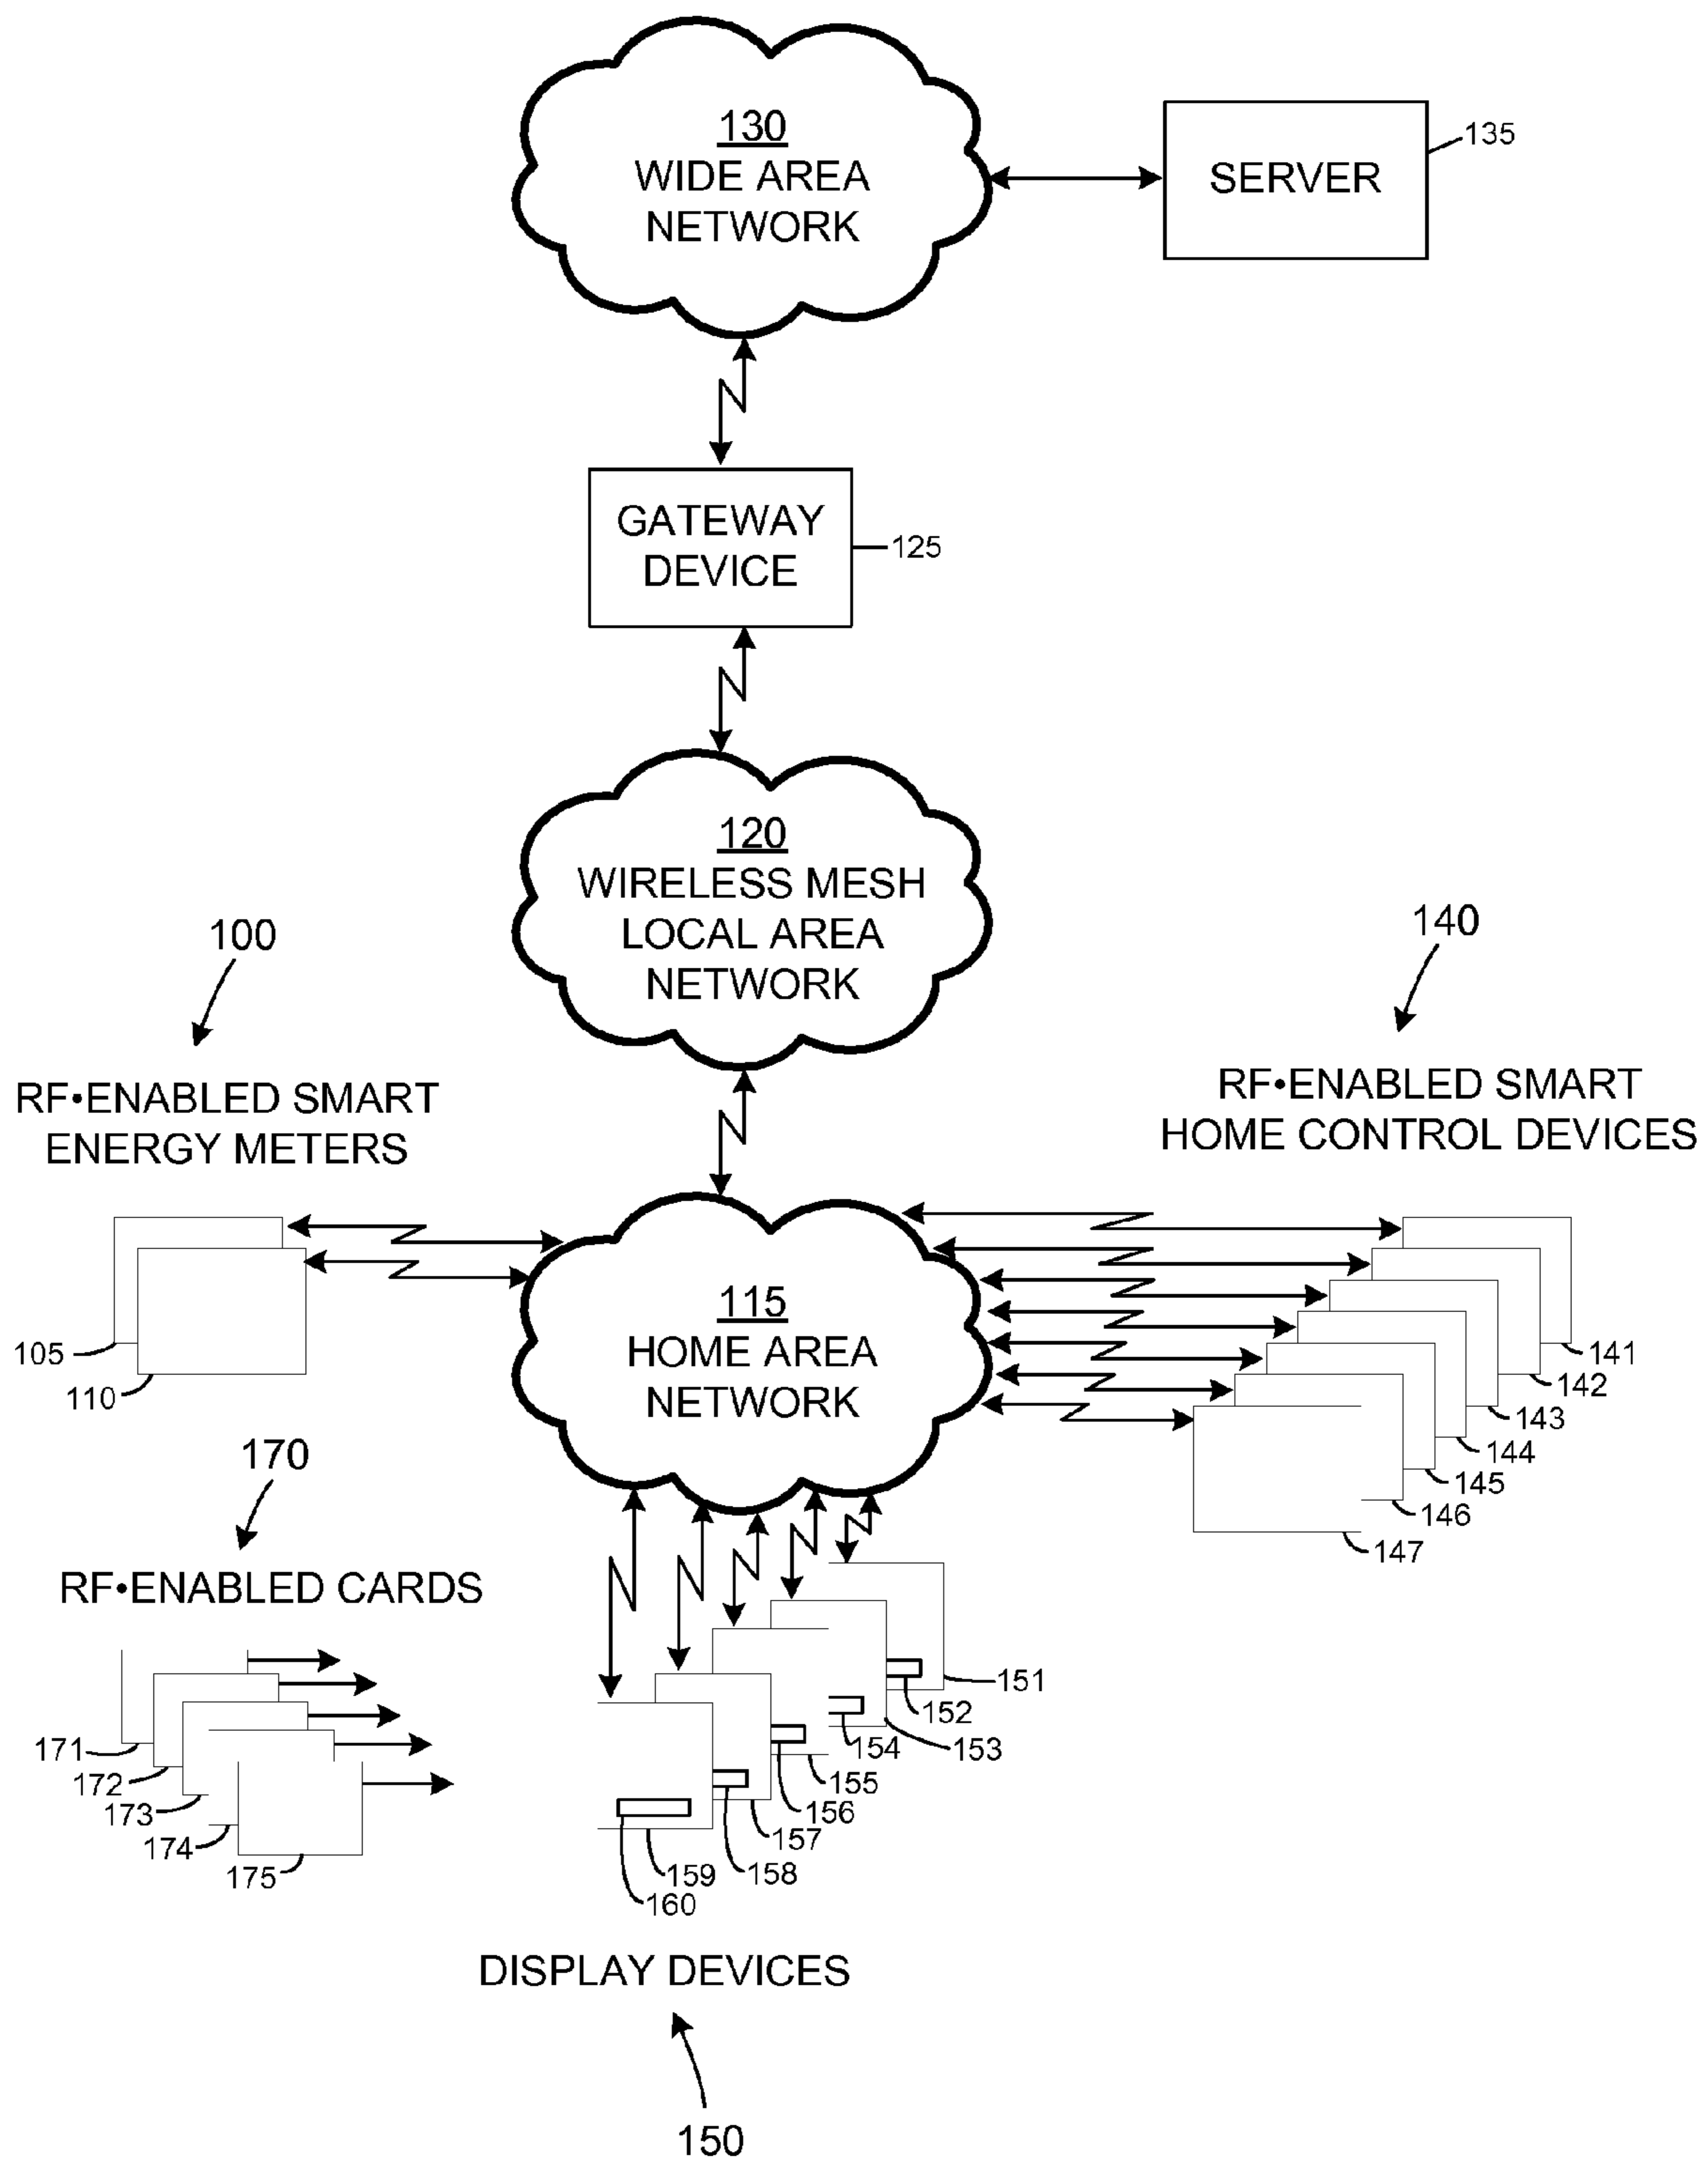 130
WIDE AREA
NETWORK
SERVER
135
GATEWAY
DEVICE
125
120
WIRELESS MESH
LOCAL AREA
NETWORK
100
RF•ENABLED SMART
ENERGY METERS
105
110
140
RF•ENABLED SMART
HOME CONTROL DEVICES
115
HOME AREA
NETWORK
141
142
143
144
145
146
147
170
RF•ENABLED CARDS
171
172
173
174
175
151
152
153
154
155
156
157
158
159
160
DISPLAY DEVICES
150